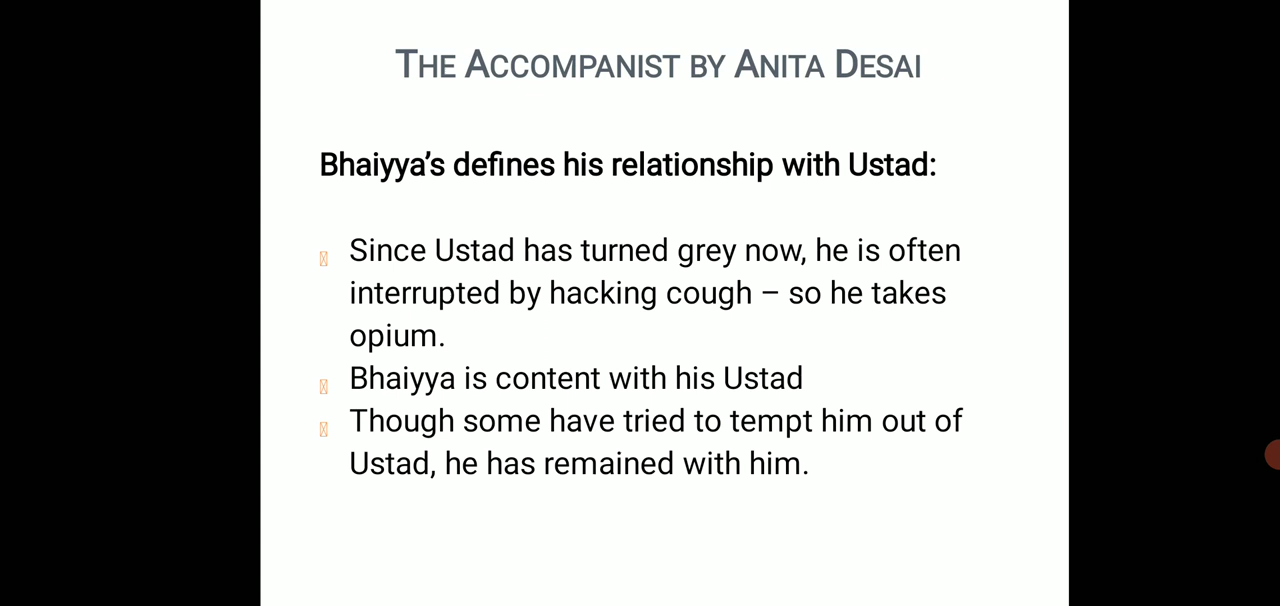 THE ACCOMPANIST BY ANITA DESAI
Bhaiyya’s defines his relationship with Ustad:
Since Ustad has turned grey now, he is often
interrupted by hacking cough – so he takes
opium.
Bhaiyya is content with his Ustad
Though some have tried to tempt him out of
Ustad, he has remained with him.